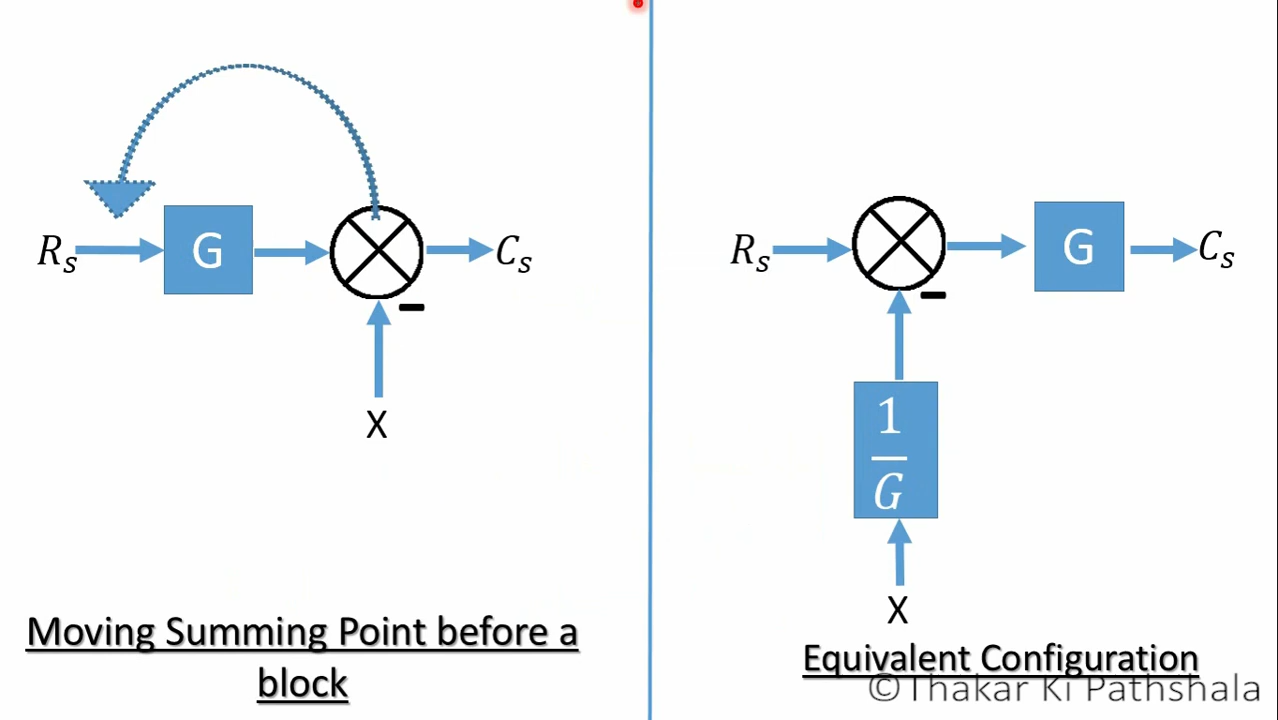 Rs
G
Cs
-
X
Moving Summing Point before a
block
Rs
G
Cs
-
1
G
X
Equivalent Configuration
©Thakar Ki Pathshala